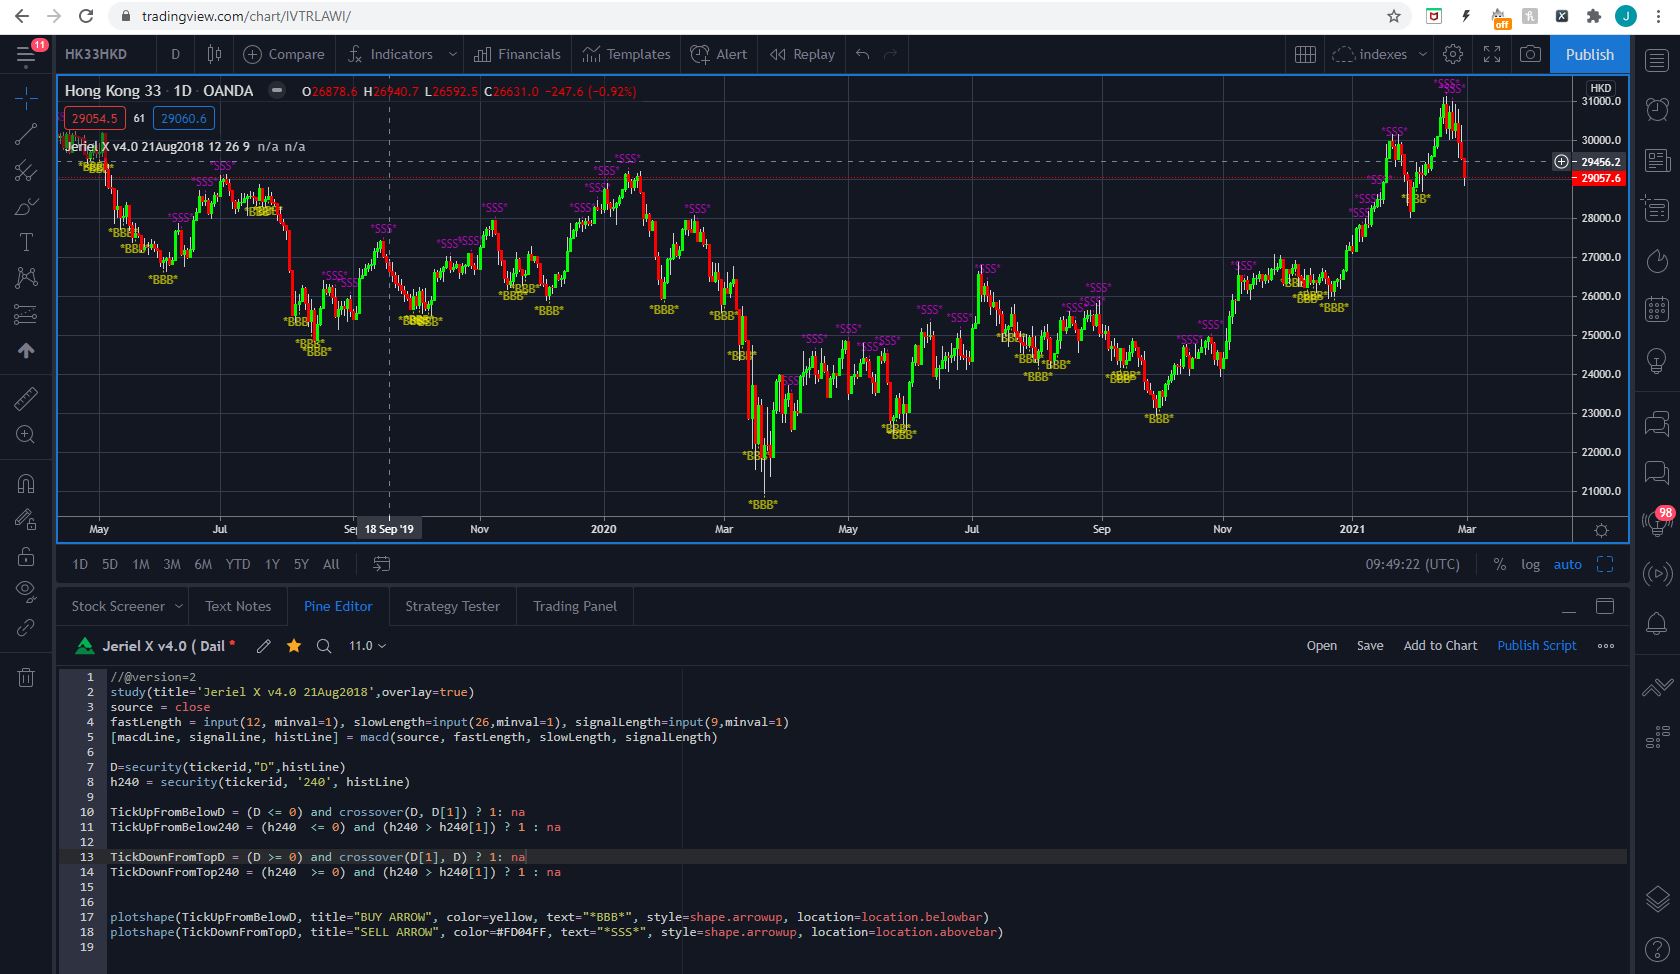 tradingview.com/chart/IVTRLAWI/
off
J
11
HK33HKD D Compare Indicators Financials Templates Alert Replay indexes Publish
Hong Kong 33 · 1D OANDA O26878.6 H26940.7 L26592.5 C26631.0 -247.6 (-0.92%)
29054.5 61 29060.6
Jeriel X v4.0 21Aug2018 12 26 9 n/a n/a
HKD
31000.0
30000.0
29456.2
29057.6
28000.0
27000.0
26000.0
25000.0
24000.0
23000.0
22000.0
21000.0
*SSS*
*BBB*
May Jul Sep 18 Sep '19 Nov 2020 Mar May Jul Sep Nov 2021 Mar
98
1D 5D 1M 3M 6M YTD 1Y 5Y All 09:49:22 (UTC) % log auto
Stock Screener Text Notes Pine Editor Strategy Tester Trading Panel
Jeriel X v4.0 ( Dail * 11.0 Open Save Add to Chart Publish Script
1 //@version=2
2 study(title='Jeriel X v4.0 21Aug2018',overlay=true)
3 source = close
4 fastLength = input(12, minval=1), slowLength=input(26,minval=1), signalLength=input(9,minval=1)
5 [macdLine, signalLine, histLine] = macd(source, fastLength, slowLength, signalLength)
6
7 D=security(tickerid,"D",histLine)
8 h240 = security(tickerid, '240', histLine)
9
10 TickUpFromBelowD = (D <= 0) and crossover(D, D[1]) ? 1: na
11 TickUpFromBelow240 = (h240  <= 0) and (h240 > h240[1]) ? 1 : na
12
13 TickDownFromTopD = (D >= 0) and crossover(D[1], D) ? 1: na
14 TickDownFromTop240 = (h240  >= 0) and (h240 > h240[1]) ? 1 : na
15
16
17 plotshape(TickUpFromBelowD, title="BUY ARROW", color=yellow, text="*BBB*", style=shape.arrowup, location=location.belowbar)
18 plotshape(TickDownFromTopD, title="SELL ARROW", color=#FD04FF, text="*SSS*", style=shape.arrowup, location=location.abovebar)
19